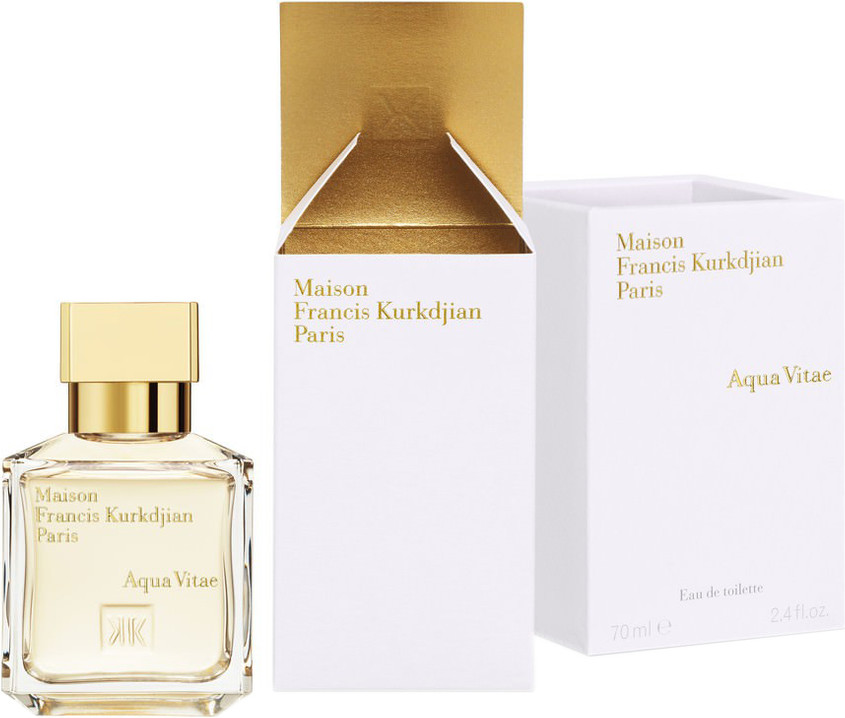 Maison
Francis Kurkdjian
Paris
Aqua Vitae
Maison
Francis Kurkdjian
Paris
Maison
Francis Kurkdjian
Paris
Aqua Vitae
Eau de toilette
70 ml ℮
2.4 fl.oz.